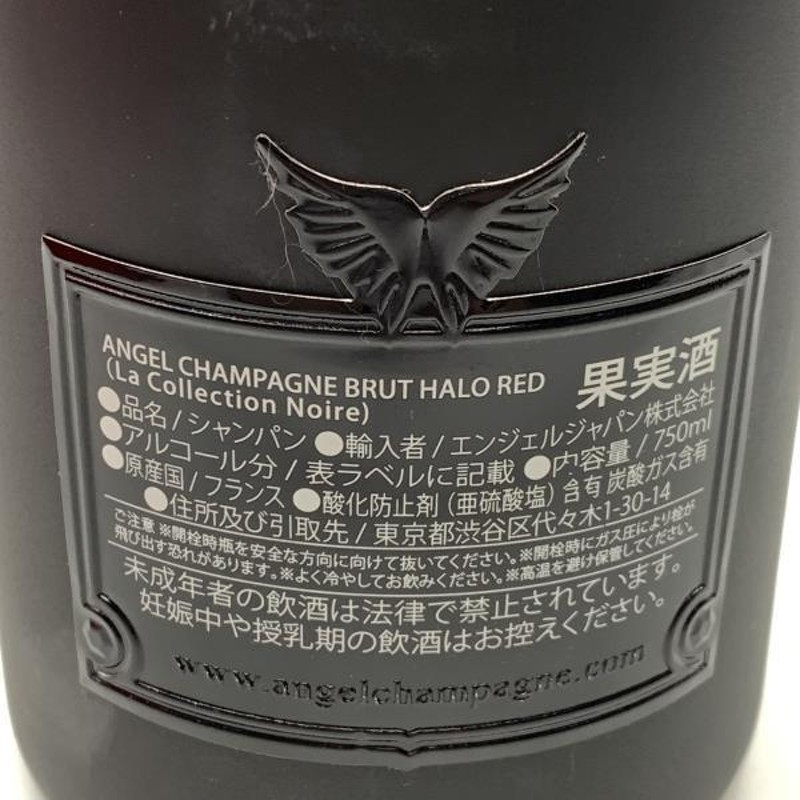 ANGEL CHAMPAGNE BRUT HALO RED
(La Collection Noire)
果実酒
●品名/シャンパン ●輸入者/エンジェルジャパン株式会社
●アルコール分/表ラベルに記載 ●内容量/750ml
●原産国/フランス ●酸化防止剤(亜硫酸塩)含有 炭酸ガス含有
●住所及び引取先/東京都渋谷区代々木1-30-14
ご注意 ※開栓時瓶を安全な方向に向けて抜いてください。※開栓時にガス圧により栓が
飛び出す恐れがあります。※よく冷やしてお飲みください。※高温を避け保管してください。
未成年者の飲酒は法律で禁止されています。
妊娠中や授乳期の飲酒はお控えください。
www.angelchampagne.com